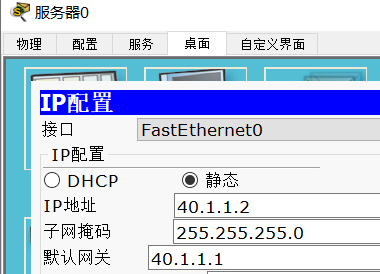 服务器0
物理 配置 服务 桌面 自定义界面
IP配置
接口 FastEthernet0
IP配置
DHCP 静态
IP地址 40.1.1.2
子网掩码 255.255.255.0
默认网关 40.1.1.1